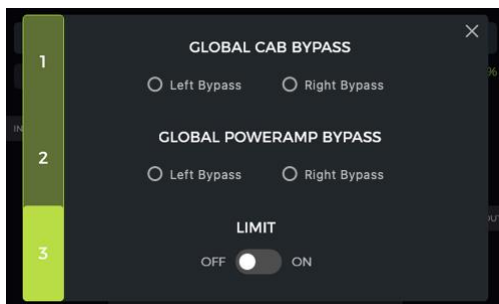 GLOBAL CAB BYPASS
1
Left Bypass Right Bypass
%
IN
GLOBAL POWERAMP BYPASS
2
Left Bypass Right Bypass
LIMIT
3
OFF ON